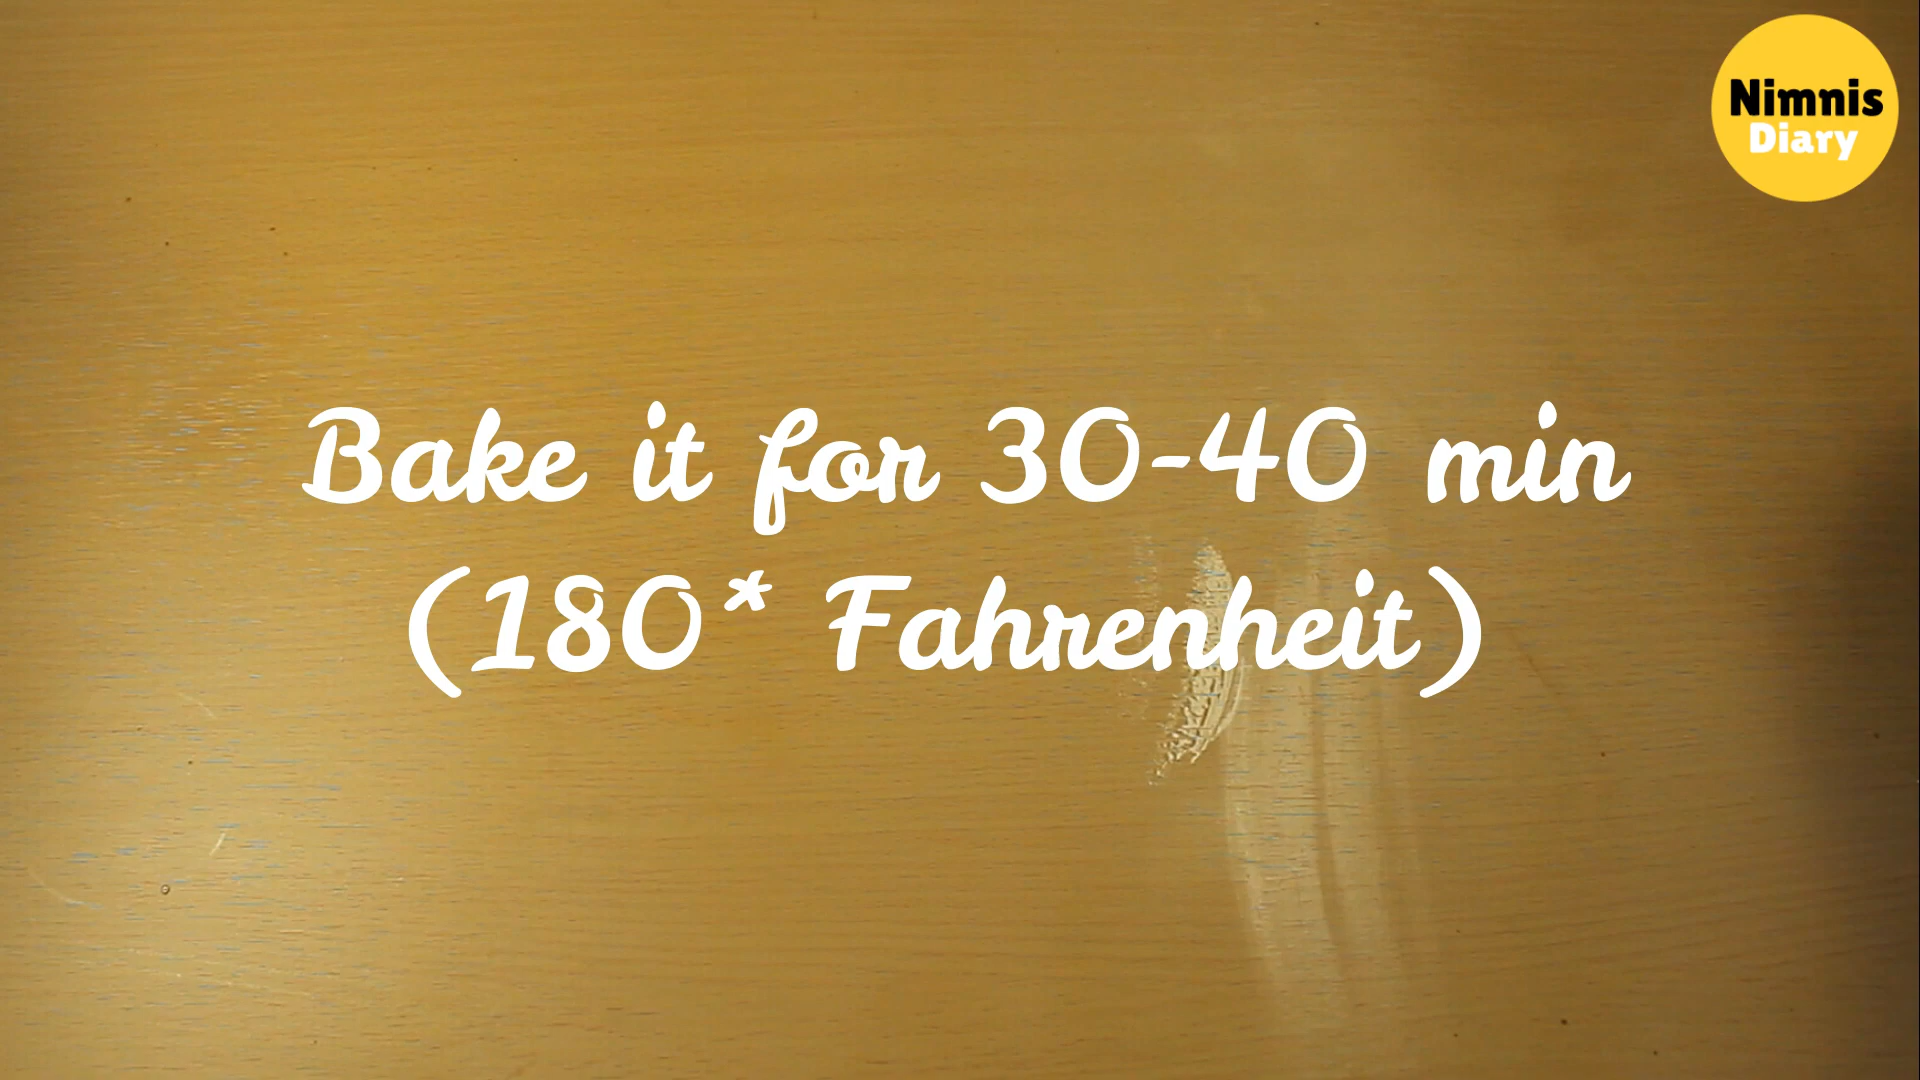 Nimnis
Diary
Bake it for 30-40 min
(180* Fahrenheit)